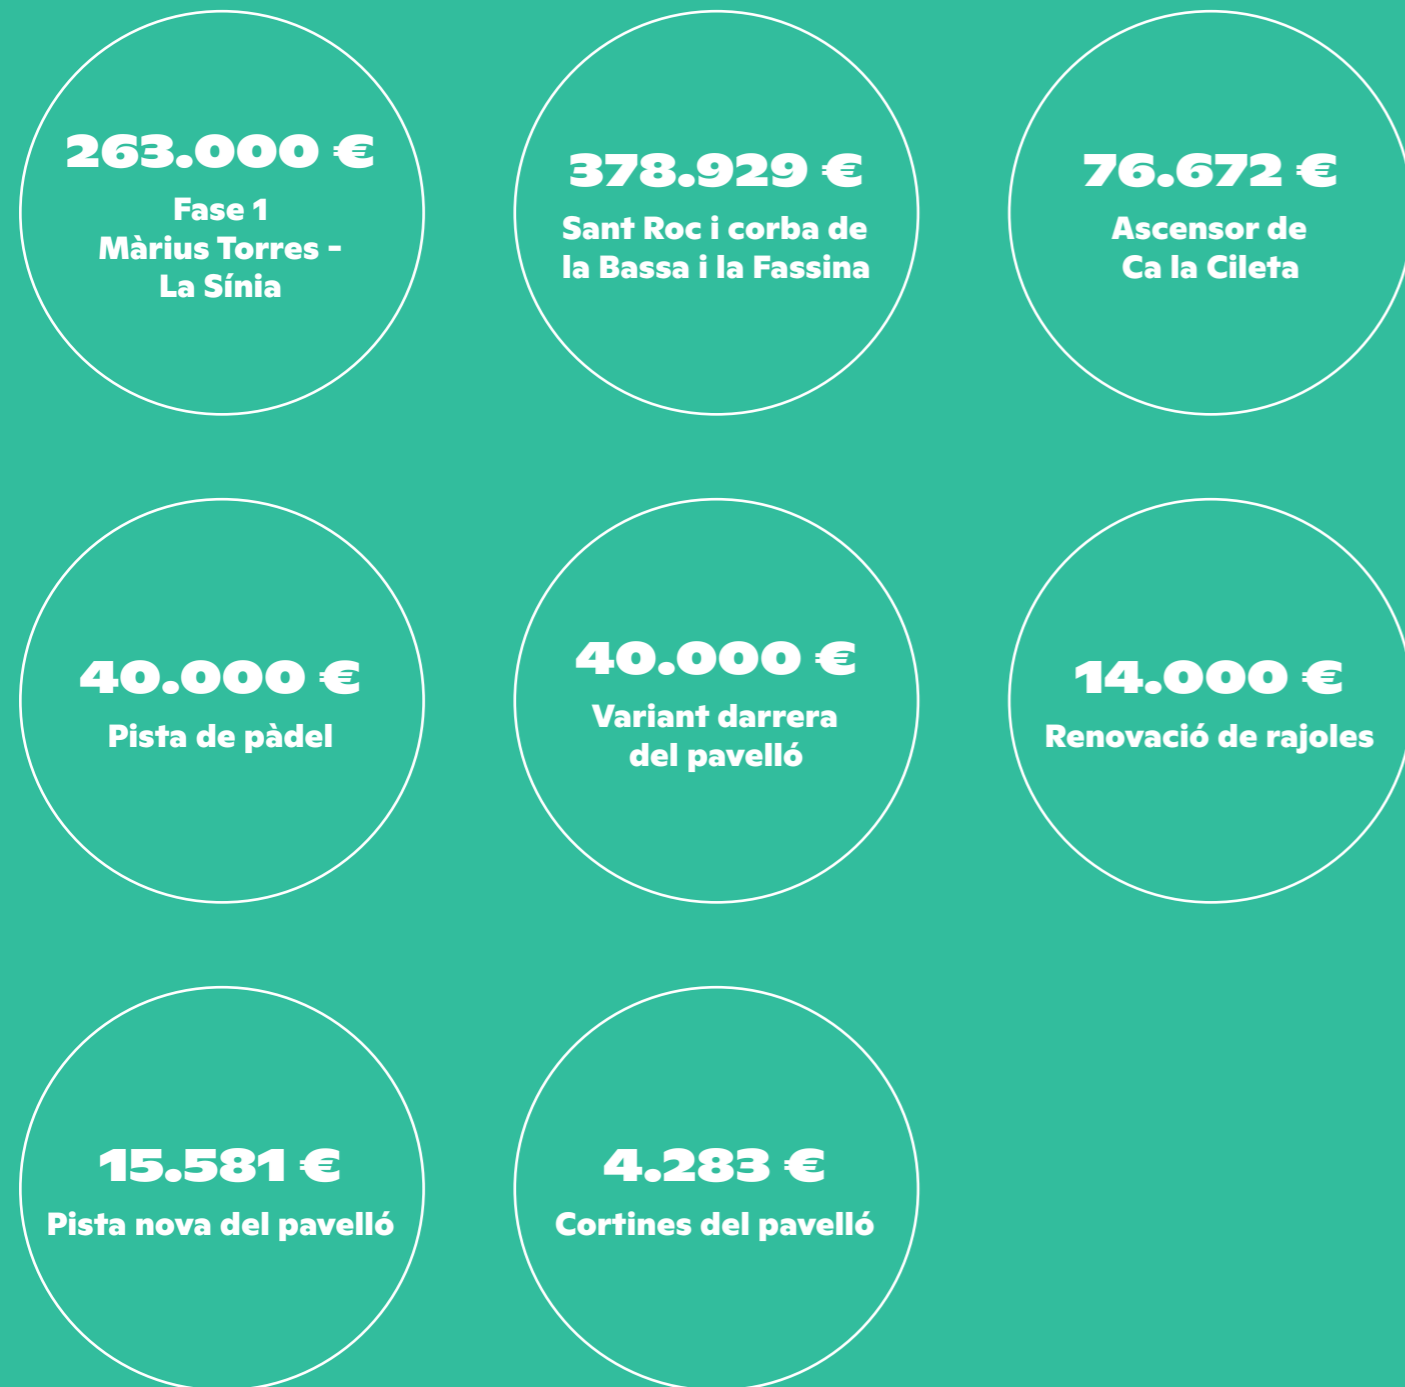 263.000 €
Fase 1
Màrius Torres -
La Sínia
378.929 €
Sant Roc i corba de
la Bassa i la Fassina
76.672 €
Ascensor de
Ca la Cileta
40.000 €
Pista de pàdel
40.000 €
Variant darrera
del pavelló
14.000 €
Renovació de rajoles
15.581 €
Pista nova del pavelló
4.283 €
Cortines del pavelló